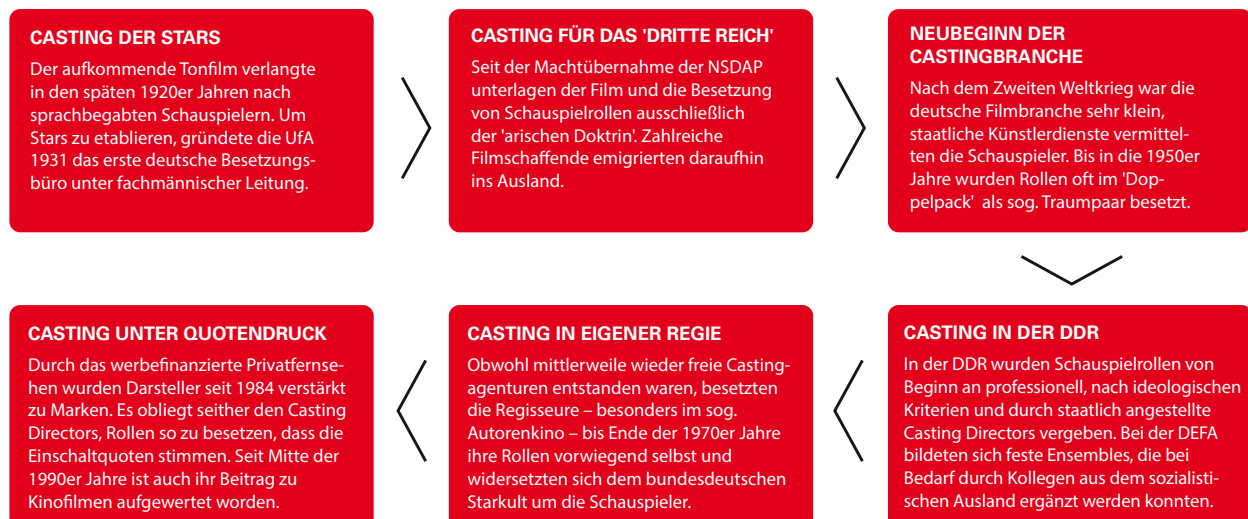 CASTING DER STARS
Der aufkommende Tonfilm verlangte
in den späten 1920er Jahren nach
sprachbegabten Schauspielern. Um
Stars zu etablieren, gründete die UfA
1931 das erste deutsche Besetzungs-
büro unter fachmännischer Leitung.
CASTING FÜR DAS 'DRITTE REICH'
Seit der Machtübernahme der NSDAP
unterlagen der Film und die Besetzung
von Schauspielrollen ausschließlich
der 'arischen Doktrin'. Zahlreiche
Filmschaffende emigrierten daraufhin
ins Ausland.
NEUBEGINN DER
CASTINGBRANCHE
Nach dem Zweiten Weltkrieg war die
deutsche Filmbranche sehr klein,
staatliche Künstlerdienste vermittel-
ten die Schauspieler. Bis in die 1950er
Jahre wurden Rollen oft im 'Dop-
pelpack' als sog. Traumpaar besetzt.
CASTING IN DER DDR
In der DDR wurden Schauspielrollen von
Beginn an professionell, nach ideologischen
Kriterien und durch staatlich angestellte
Casting Directors vergeben. Bei der DEFA
bildeten sich feste Ensembles, die bei
Bedarf durch Kollegen aus dem sozialisti-
schen Ausland ergänzt werden konnten.
CASTING IN EIGENER REGIE
Obwohl mittlerweile wieder freie Casting-
agenturen entstanden waren, besetzten
die Regisseure – besonders im sog.
Autorenkino – bis Ende der 1970er Jahre
ihre Rollen vorwiegend selbst und
widersetzten sich dem bundesdeutschen
Starkult um die Schauspieler.
CASTING UNTER QUOTENDRUCK
Durch das werbefinanzierte Privatfernse-
hen wurden Darsteller seit 1984 verstärkt
zu Marken. Es obliegt seither den Casting
Directors, Rollen so zu besetzen, dass die
Einschaltquoten stimmen. Seit Mitte der
1990er Jahre ist auch ihr Beitrag zu
Kinofilmen aufgewertet worden.